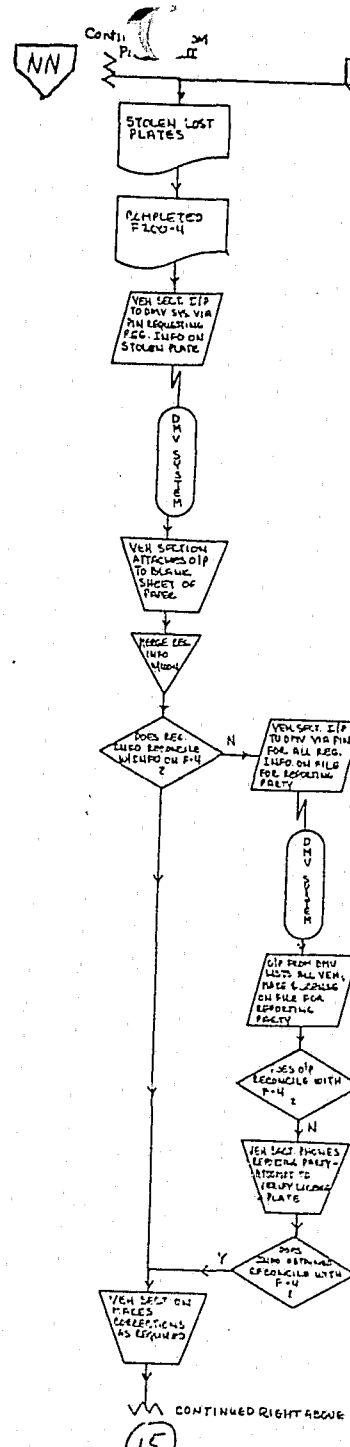 NN
STOLEN LOST
PLATES
COMPLETED
F200-4
VEH SECT. I/P
TO DMV SYS VIA
PIN REQUESTING
REG. INFO ON
STOLEN PLATE
DMV SYSTEM
VEH SECTION
ATTACHES O/P
TO BLANK
SHEET OF
PAPER
MERGE REG
INFO
DOES REG.
INFO RECONCILE
W/INFO ON F-4
?
N
VEH SECT. I/P
TO DMV VIA PIN
FOR ALL REG.
INFO. ON FILE
FOR REPORTING
PARTY
DMV SYSTEM
O/P FROM DMV
LISTS ALL VEH,
MAKE & LICENSE
ON FILE FOR
REPORTING
PARTY
DOES O/P
RECONCILE WITH
F-4
?
N
VEH SECT. PHONES
REPORTING PARTY-
ATTEMPT TO
VERIFY LICENSE
PLATE
DOES
INFO OBTAINED
RECONCILE WITH
F-4
?
Y
VEH SECTION
MAKES
CORRECTIONS
AS REQUIRED
CONTINUED RIGHT ABOVE
15